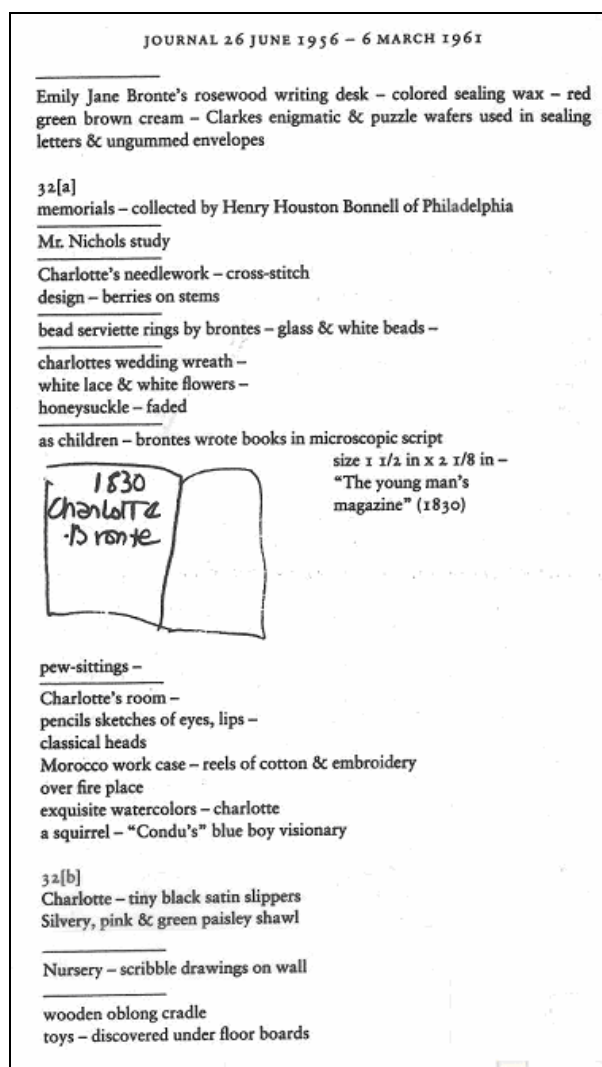 JOURNAL 26 JUNE 1956 – 6 MARCH 1961
Emily Jane Bronte's rosewood writing desk – colored sealing wax – red
green brown cream – Clarkes enigmatic & puzzle wafers used in sealing
letters & ungummed envelopes
32[a]
memorials – collected by Henry Houston Bonnell of Philadelphia
Mr. Nichols study
Charlotte's needlework – cross-stitch
design – berries on stems
bead serviette rings by brontes – glass & white beads –
charlottes wedding wreath –
white lace & white flowers –
honeysuckle – faded
as children – brontes wrote books in microscopic script
size 1 1/2 in x 2 1/8 in –
"The young man's
magazine" (1830)
1830
Charlotte
Bronte
pew-sittings –
Charlotte's room –
pencils sketches of eyes, lips –
classical heads
Morocco work case – reels of cotton & embroidery
over fire place
exquisite watercolors – charlotte
a squirrel – "Condu's" blue boy visionary
32[b]
Charlotte – tiny black satin slippers
Silvery, pink & green paisley shawl
Nursery – scribble drawings on wall
wooden oblong cradle
toys – discovered under floor boards